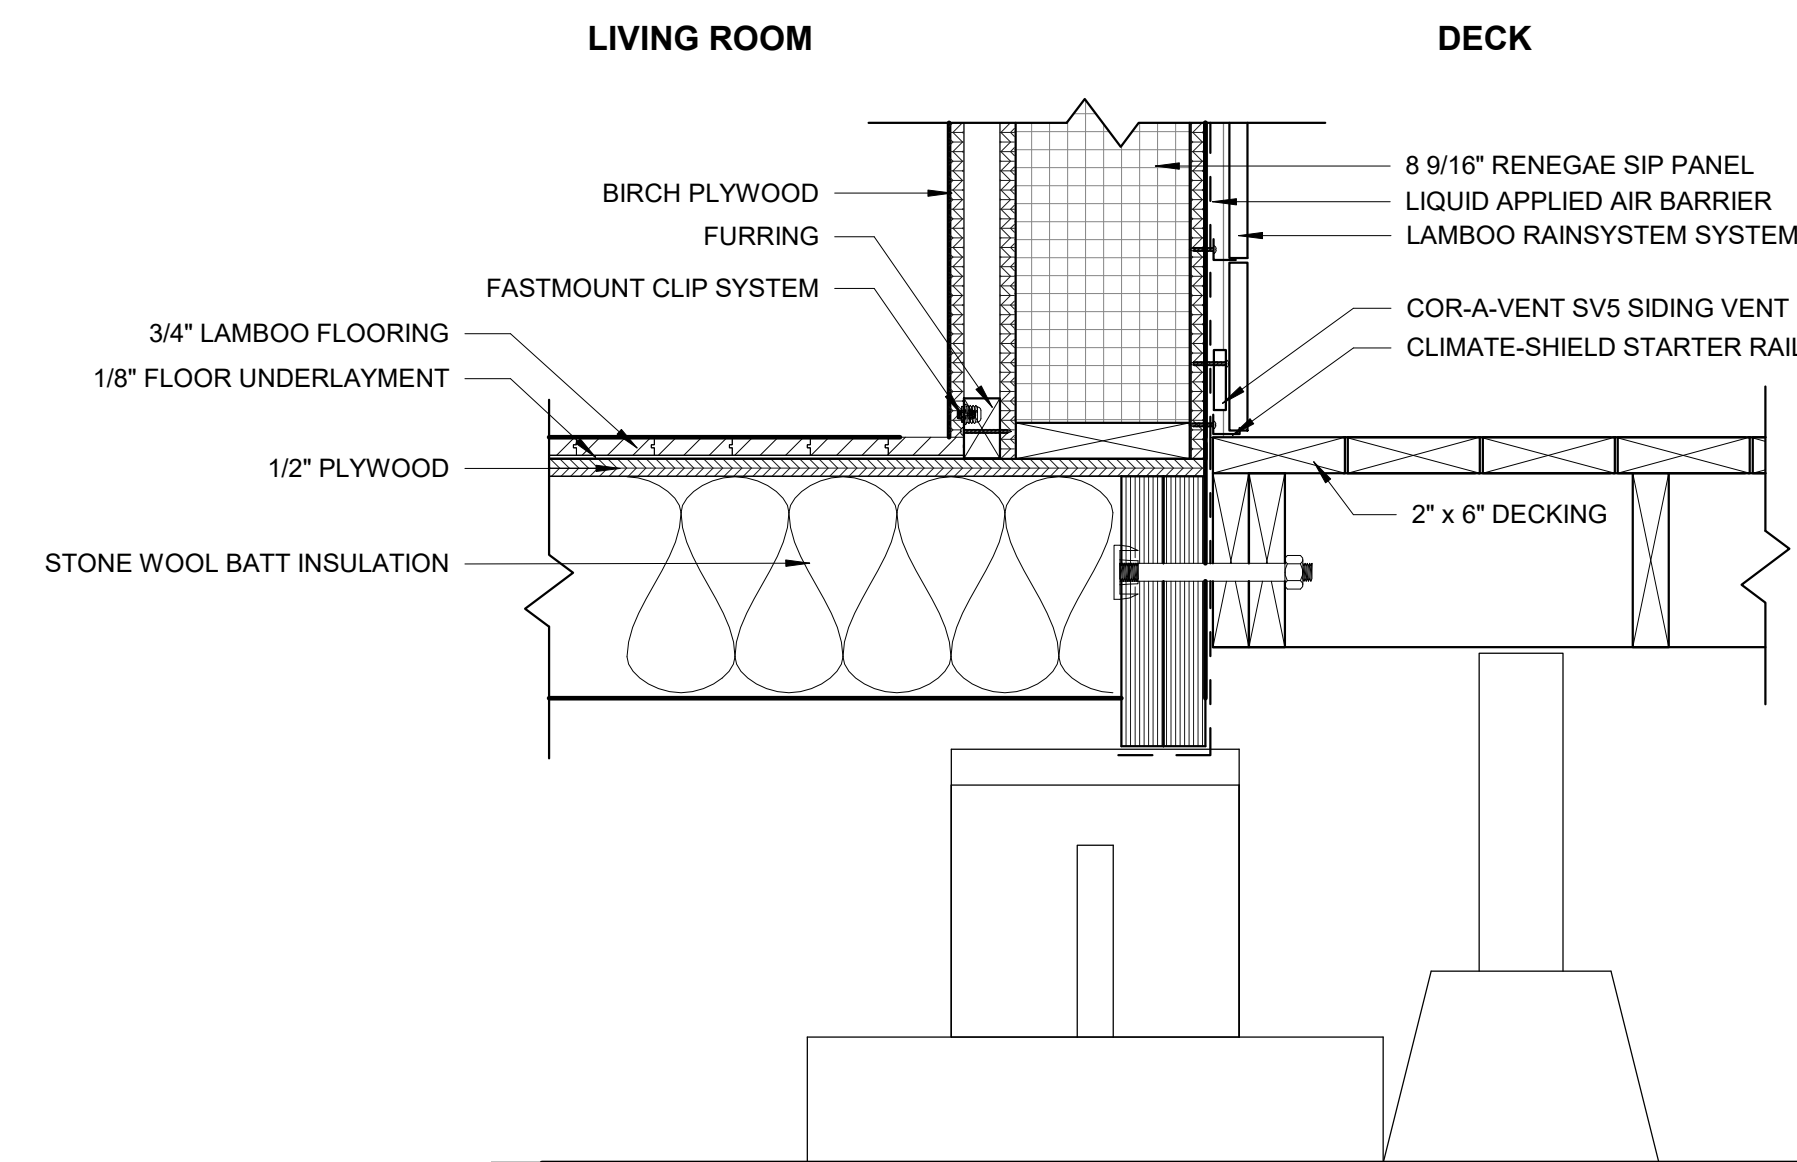 LIVING ROOM
DECK
BIRCH PLYWOOD
FURRING
FASTMOUNT CLIP SYSTEM
3/4" LAMBOO FLOORING
1/8" FLOOR UNDERLAYMENT
1/2" PLYWOOD
STONE WOOL BATT INSULATION
8 9/16" RENEGAE SIP PANEL
LIQUID APPLIED AIR BARRIER
LAMBOO RAINSYSTEM SYSTEM
COR-A-VENT SV5 SIDING VENT
CLIMATE-SHIELD STARTER RAIL
2" x 6" DECKING